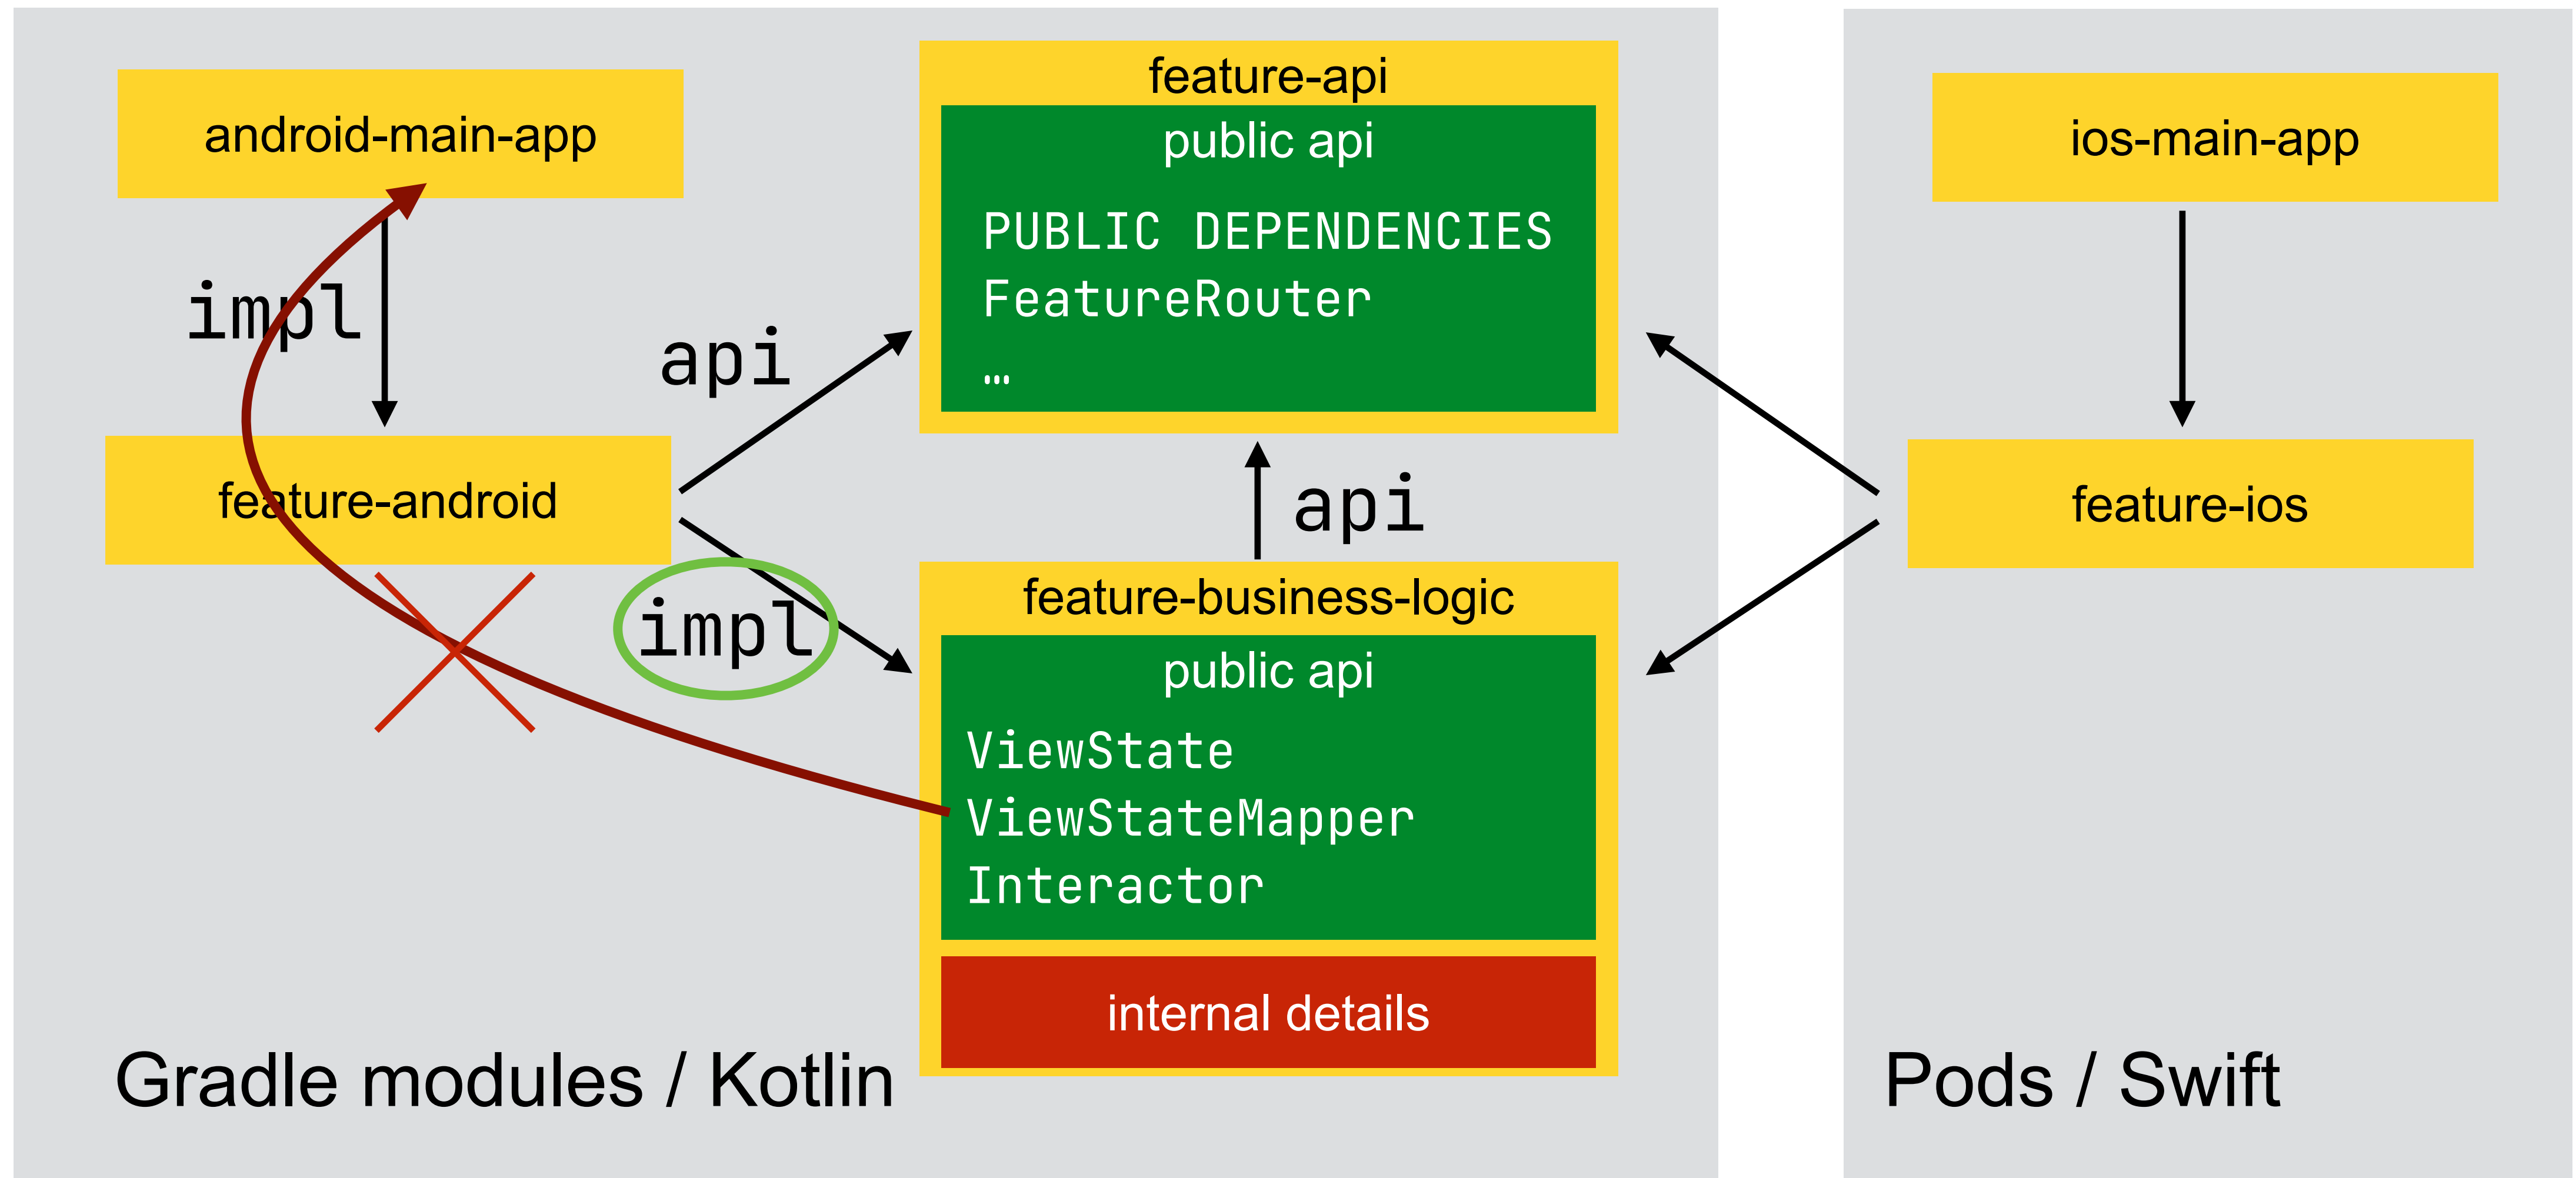 android-main-app
impl
feature-android
api
impl
feature-api
public api
PUBLIC DEPENDENCIES
FeatureRouter
…
api
feature-business-logic
public api
ViewState
ViewStateMapper
Interactor
internal details
Gradle modules / Kotlin
ios-main-app
feature-ios
Pods / Swift